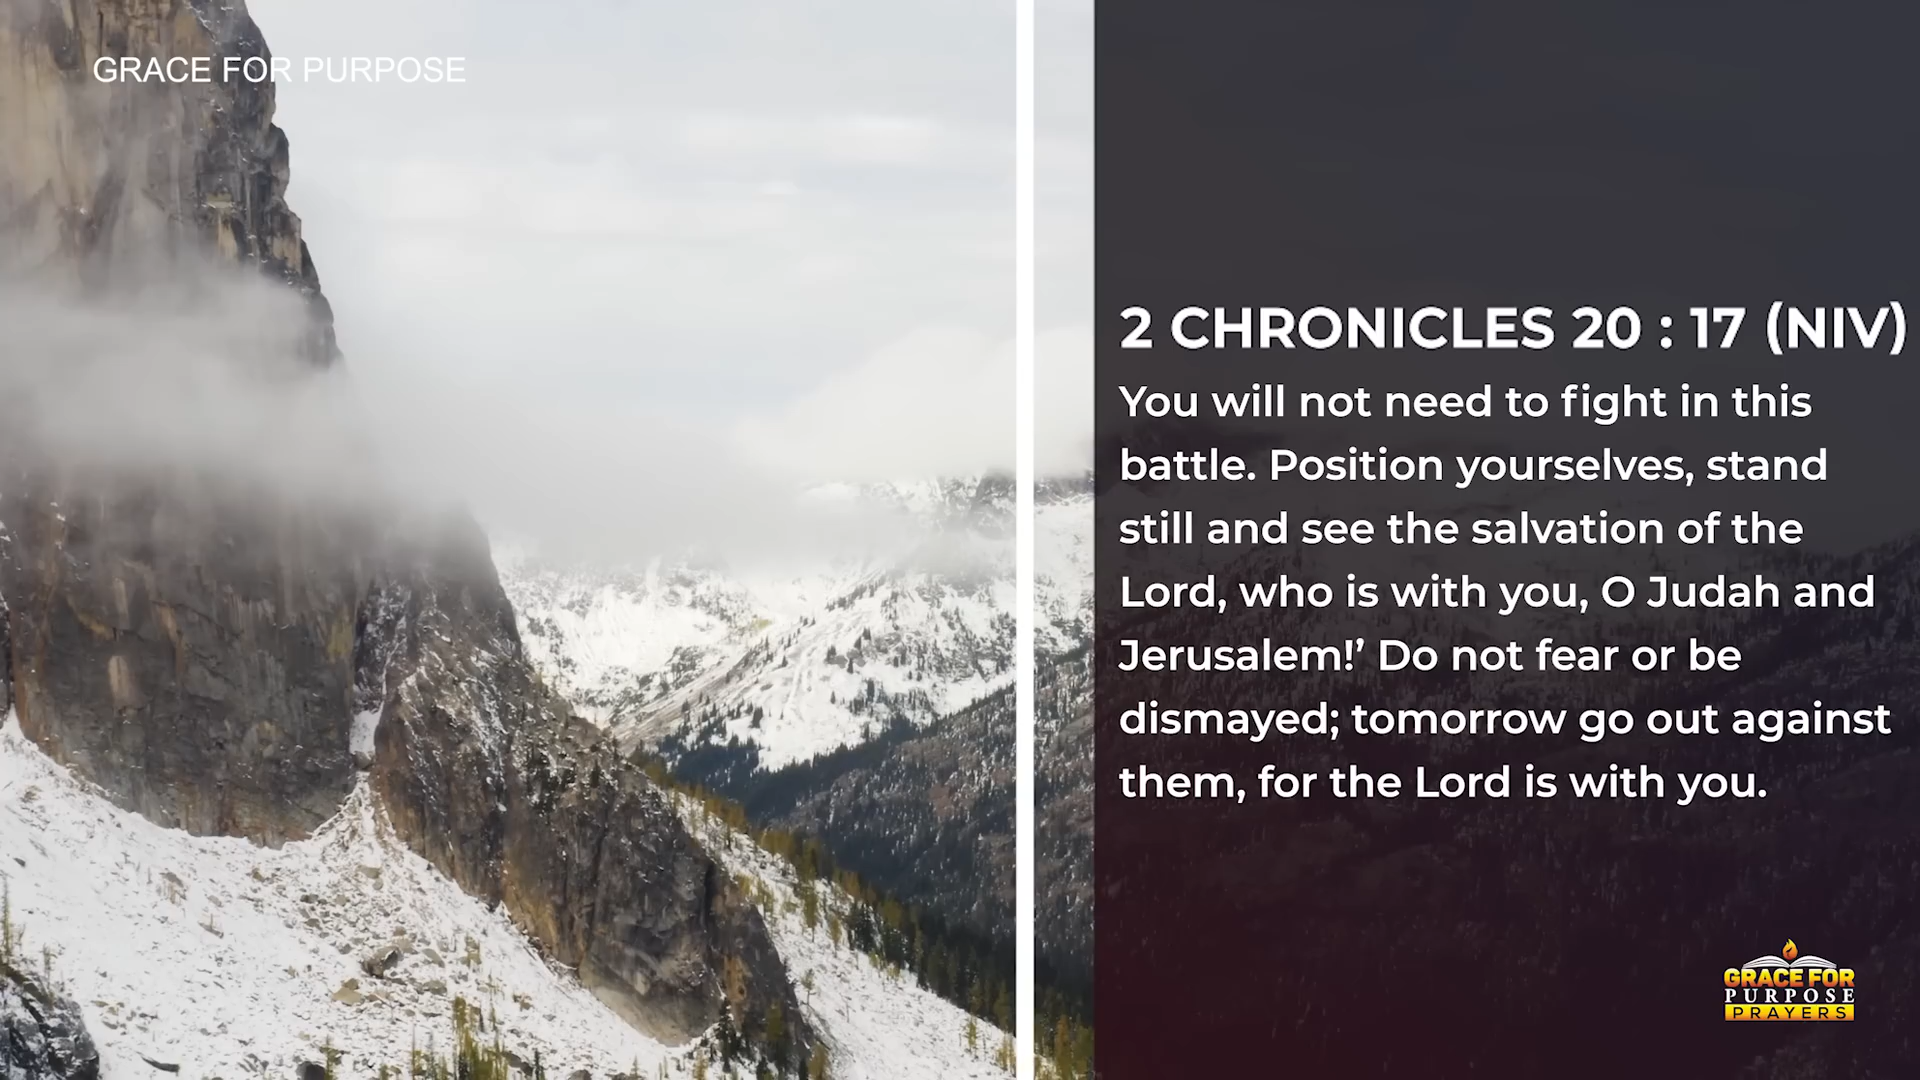 GRACE FOR PURPOSE
2 CHRONICLES 20 : 17 (NIV)
You will not need to fight in this
battle. Position yourselves, stand
still and see the salvation of the
Lord, who is with you, O Judah and
Jerusalem!’ Do not fear or be
dismayed; tomorrow go out against
them, for the Lord is with you.
GRACE FOR
PURPOSE
PRAYERS